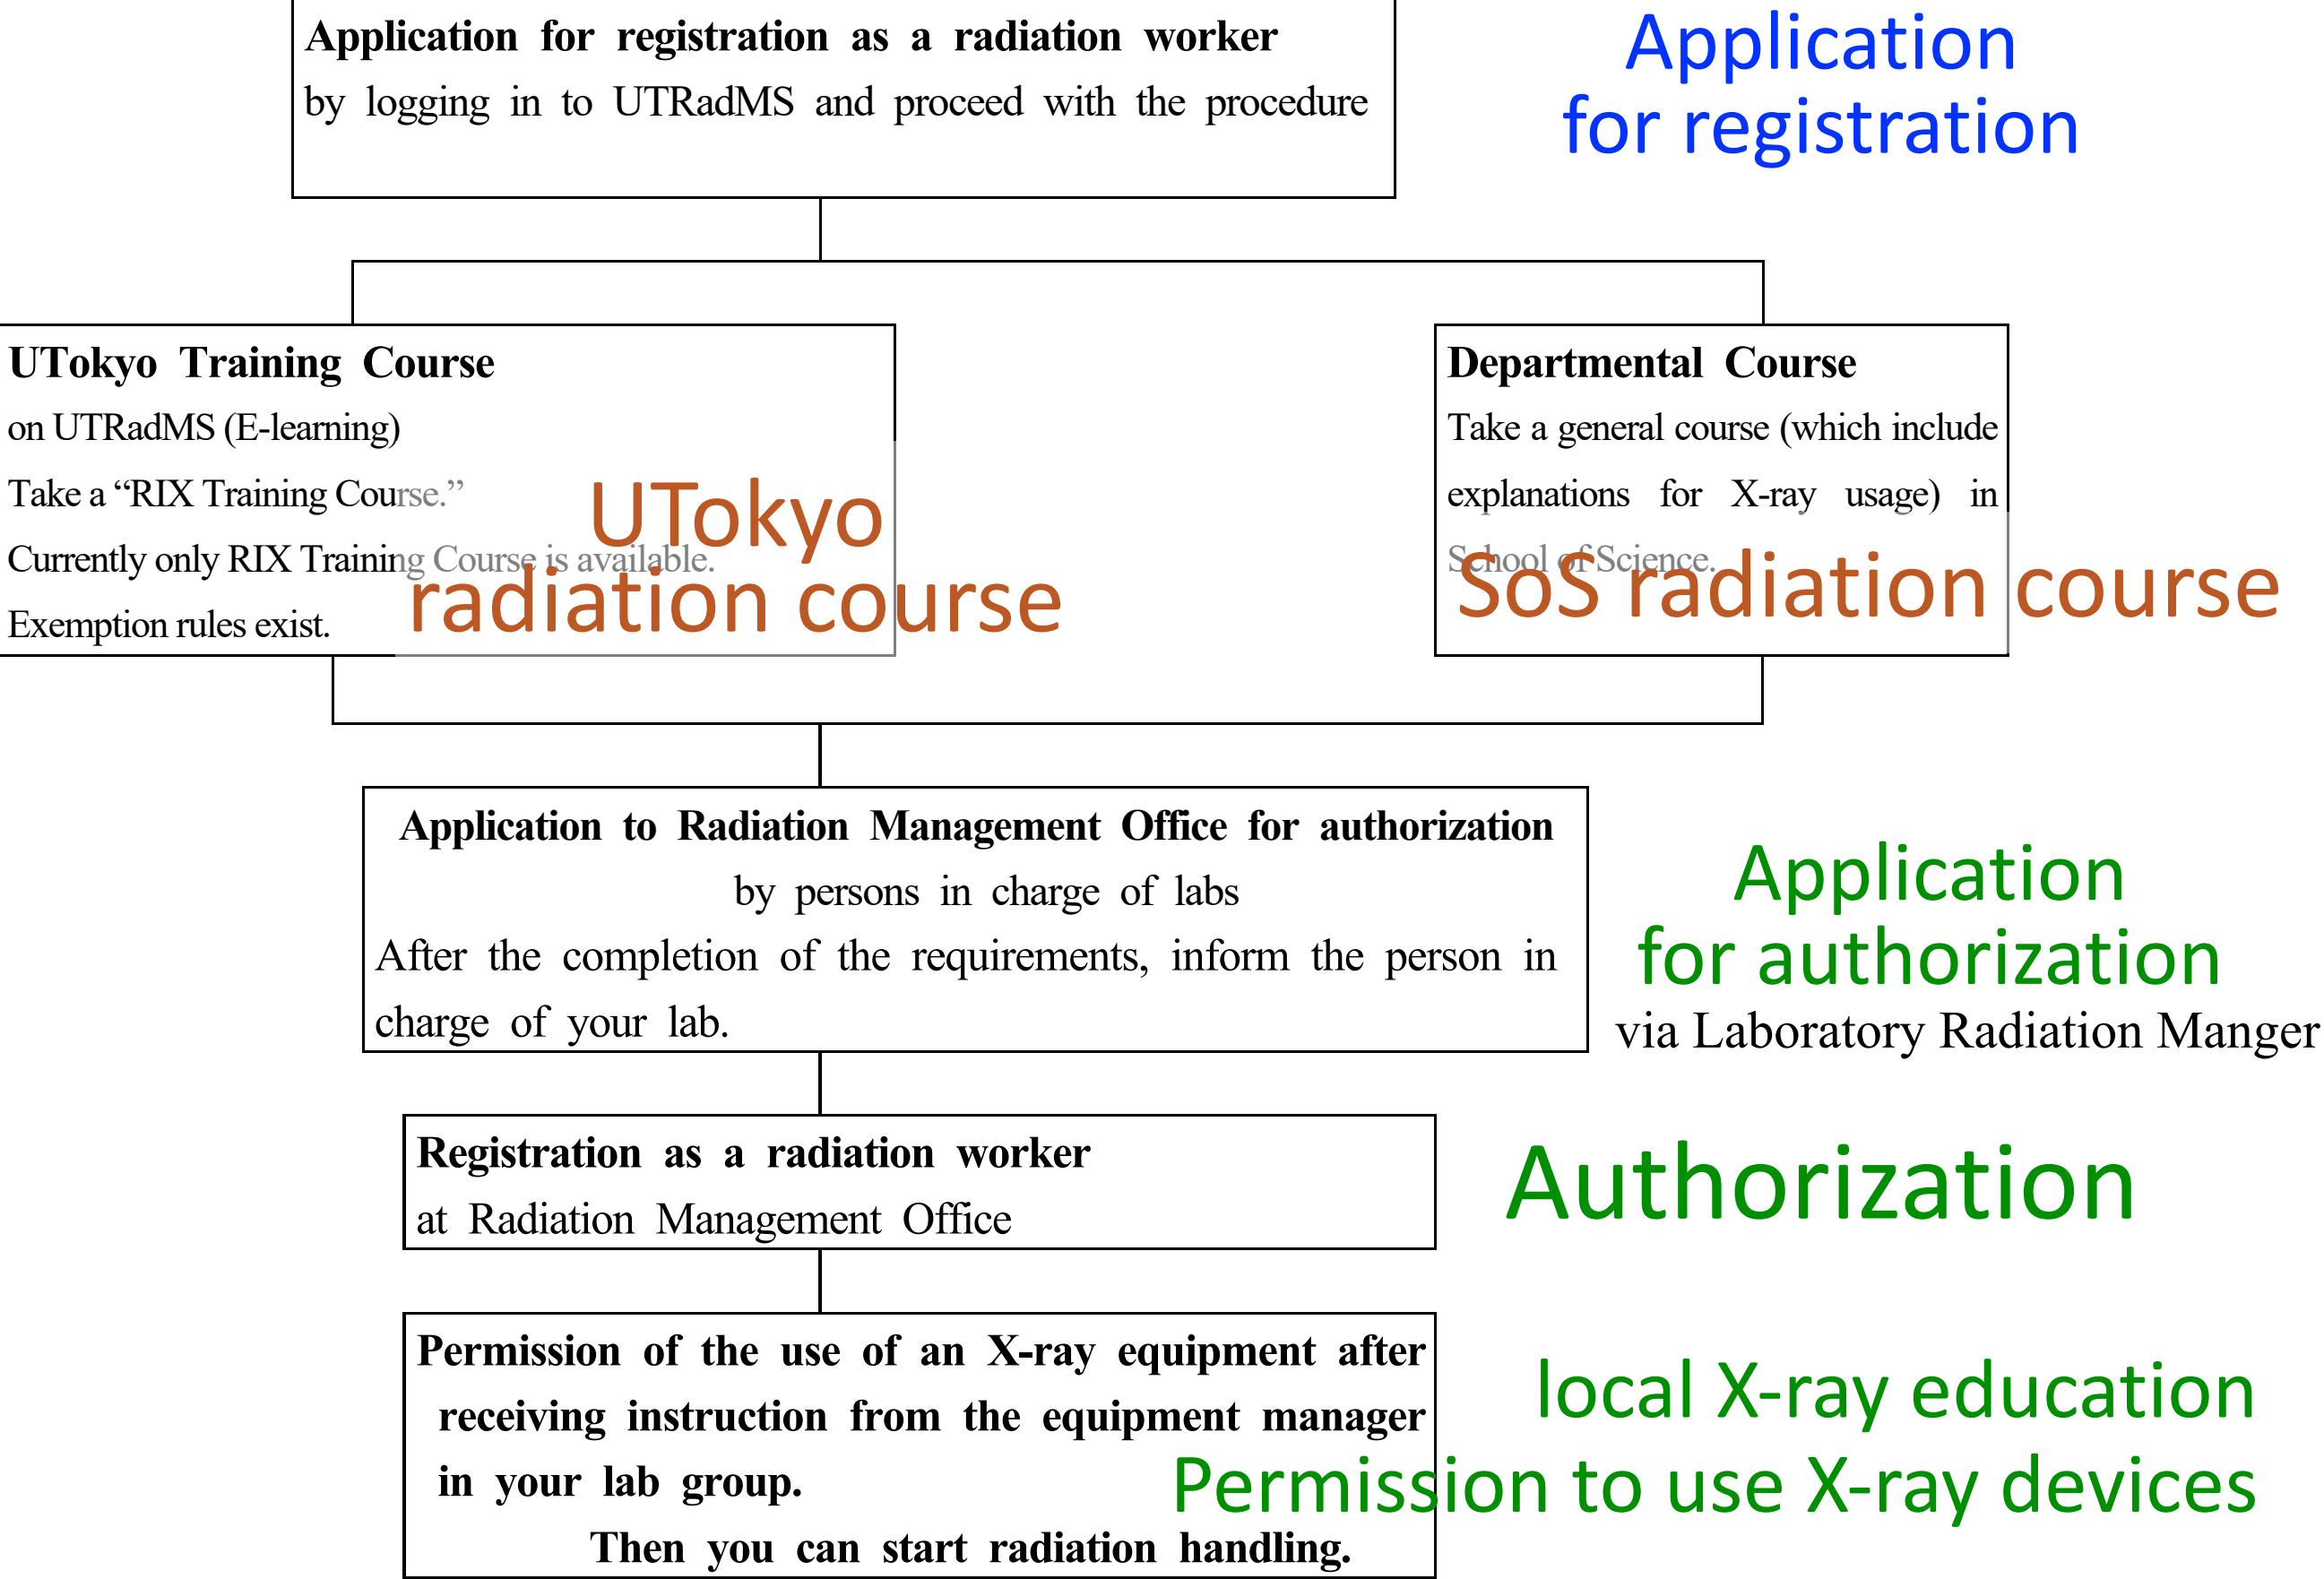 Application for registration as a radiation worker
by logging in to UTRadMS and proceed with the procedure
Application
for registration
UTokyo Training Course
on UTRadMS (E-learning)
Take a “RIX Training Course.”
Currently only RIX Training Course is available.
Exemption rules exist.
UTokyo
radiation course
Departmental Course
Take a general course (which include
explanations for X-ray usage) in
School of Science.
SoS radiation course
Application to Radiation Management Office for authorization
by persons in charge of labs
After the completion of the requirements, inform the person in
charge of your lab.
Application
for authorization
via Laboratory Radiation Manger
Registration as a radiation worker
at Radiation Management Office
Authorization
Permission of the use of an X-ray equipment after
receiving instruction from the equipment manager
in your lab group.
Then you can start radiation handling.
local X-ray education
Permission to use X-ray devices